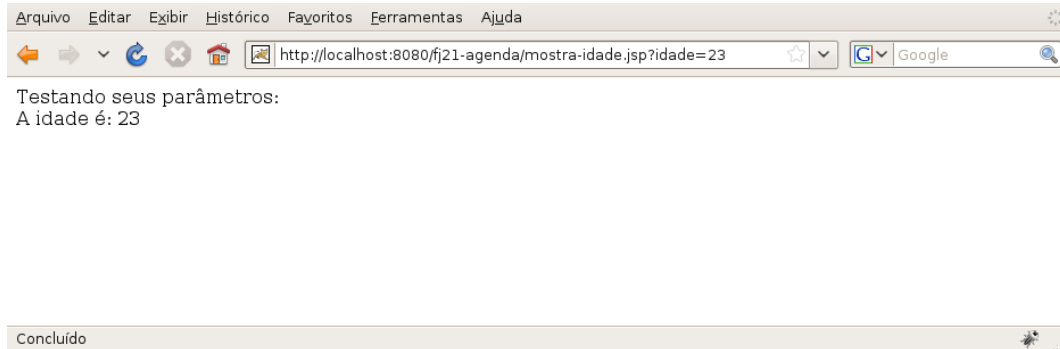 Arquivo Editar Exibir Histórico Favoritos Ferramentas Ajuda
http://localhost:8080/fj21-agenda/mostra-idade.jsp?idade=23 G Google
Testando seus parâmetros:
A idade é: 23
Concluído